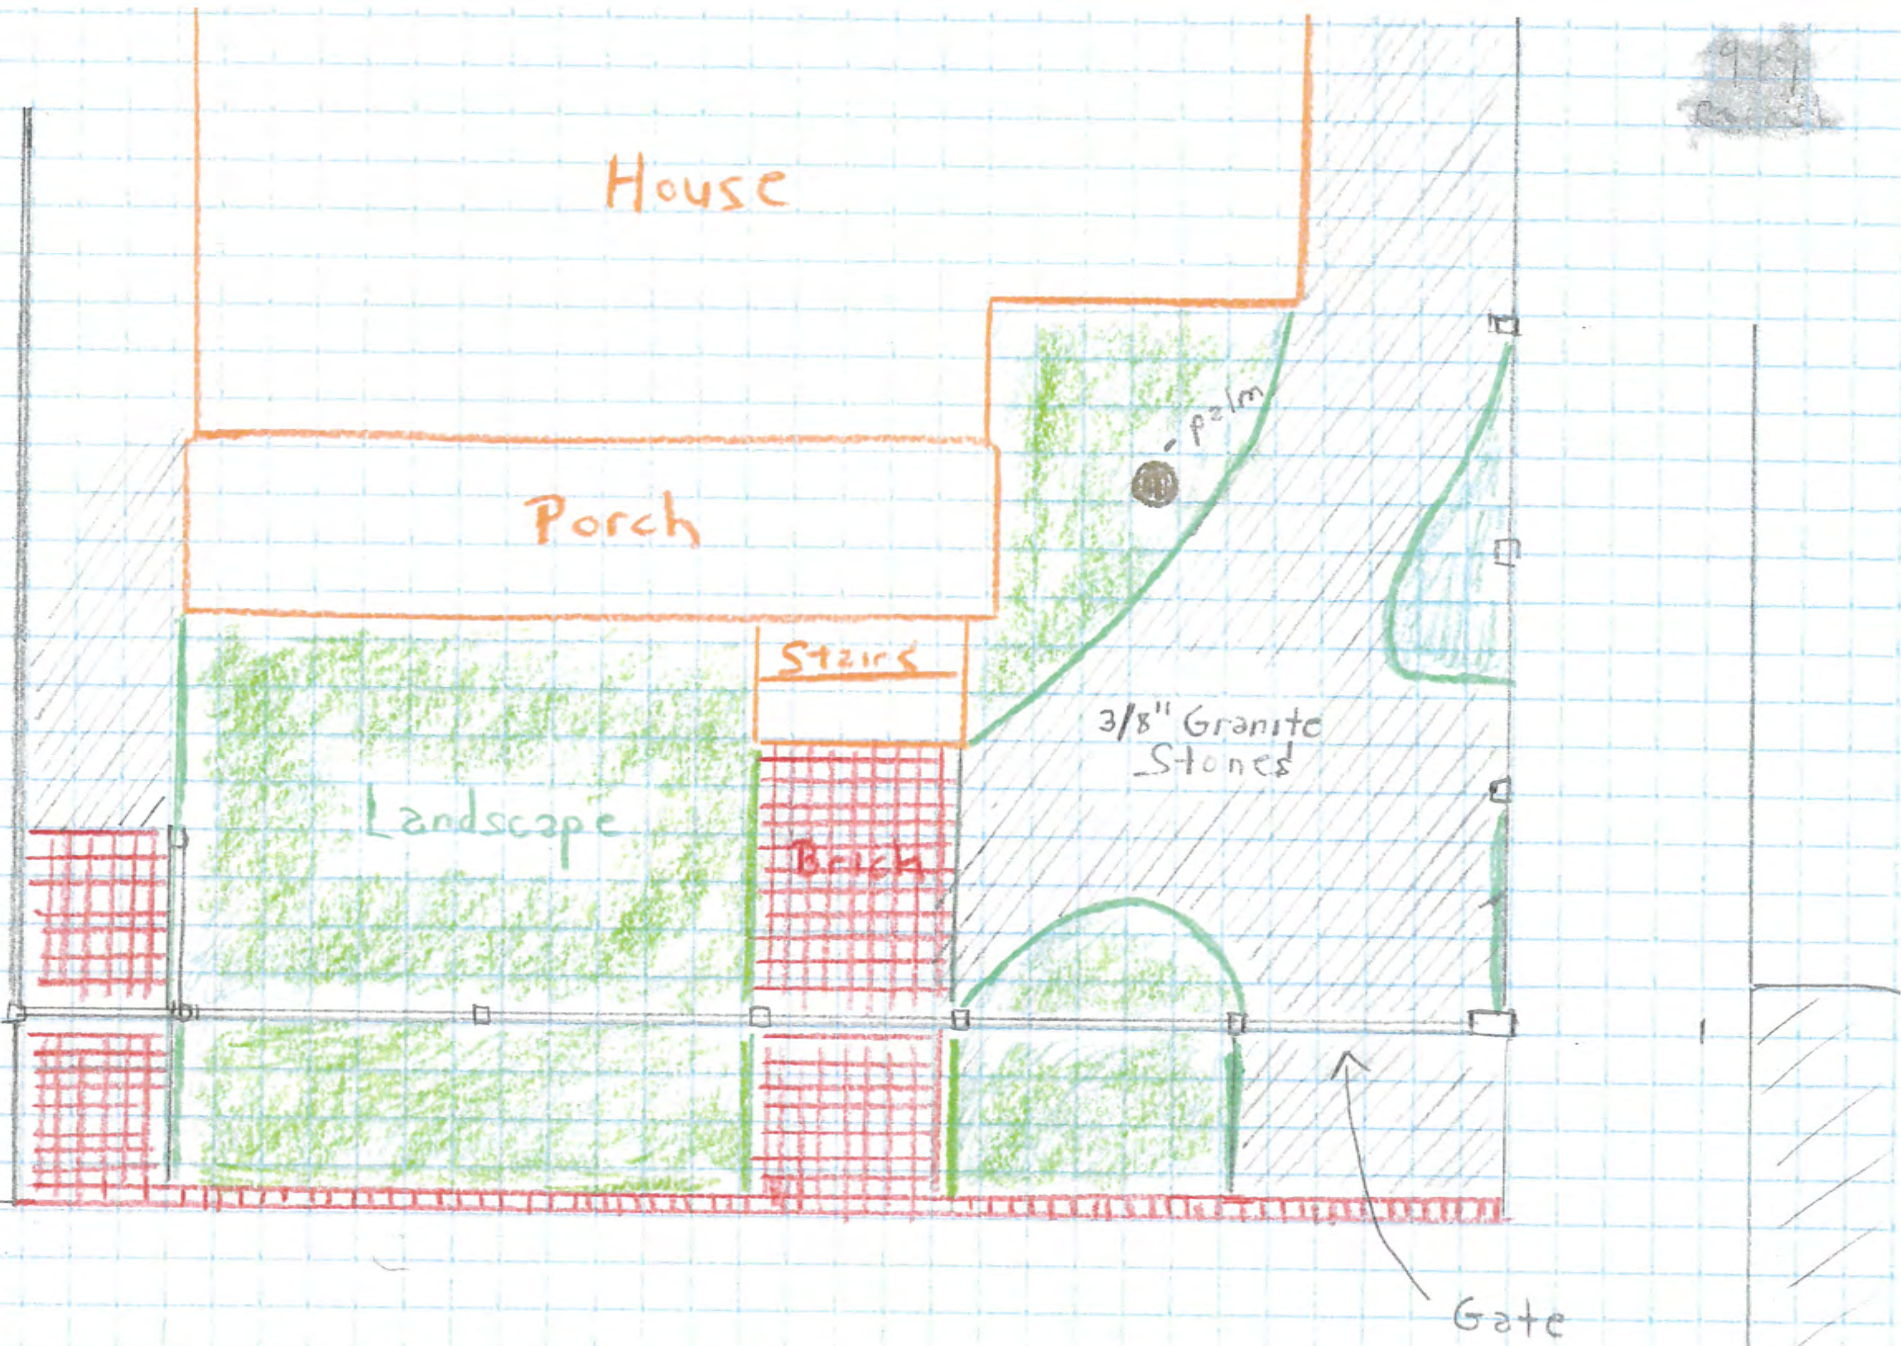 House
palm
Porch
Stairs
3/8" Granite
Stones
Landscape
Brick
Gate